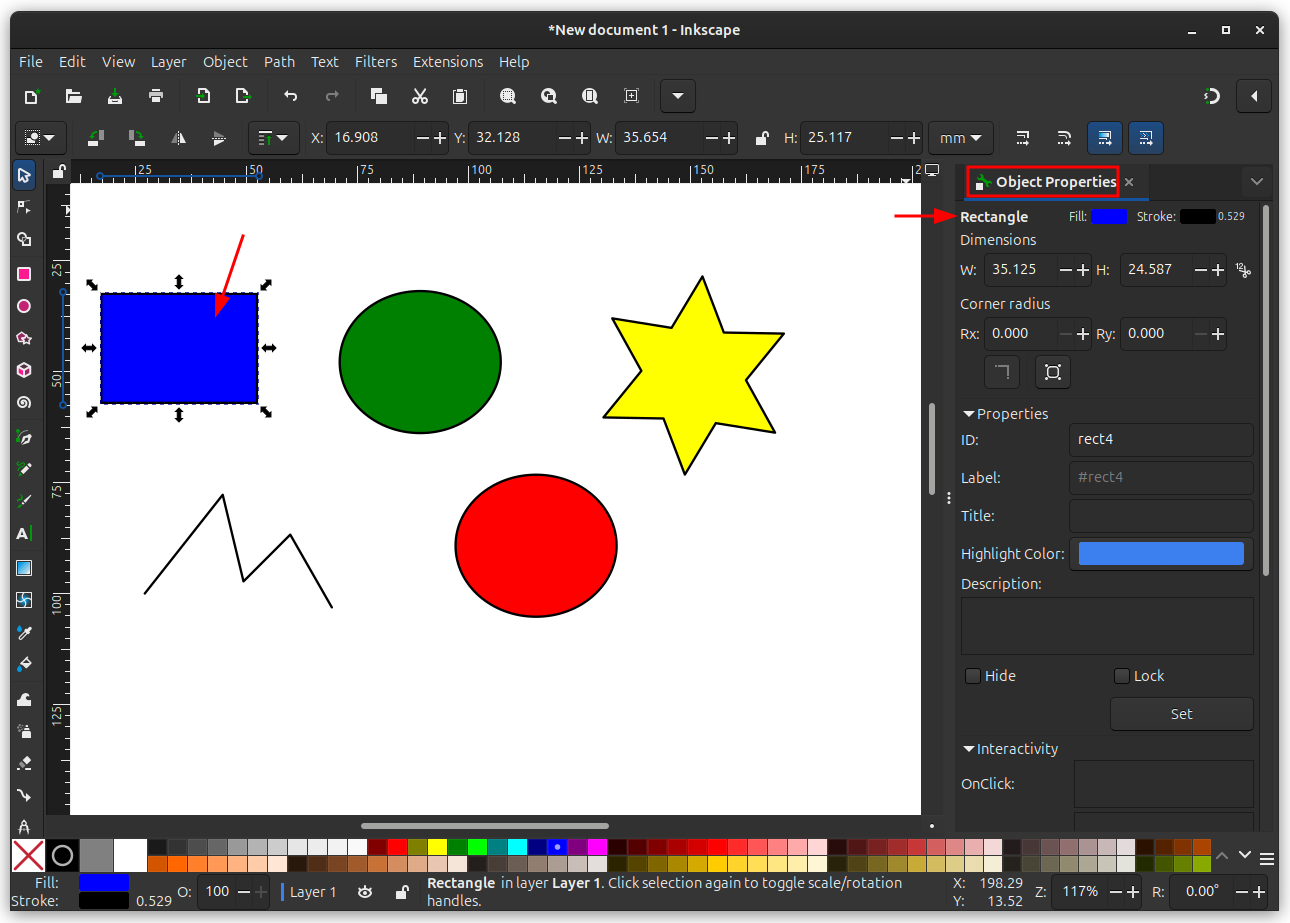 *New document 1 - Inkscape
File Edit View Layer Object Path Text Filters Extensions Help
X: 16.908 Y: 32.128 W: 35.654 H: 25.117 mm
25 50 75 100 125 150 175 2
25
50
75
100
125
Object Properties
Rectangle Fill: Stroke: 0.529
Dimensions
W: 35.125 H: 24.587
Corner radius
Rx: 0.000 Ry: 0.000
Properties
ID: rect4
Label: #rect4
Title:
Highlight Color:
Description:
Hide Lock
Set
Interactivity
OnClick:
Fill: O: 100 Layer 1 Rectangle in layer Layer 1. Click selection again to toggle scale/rotation X: 198.29 Z: 117% R: 0.00°
Stroke: 0.529 handles. Y: 13.52